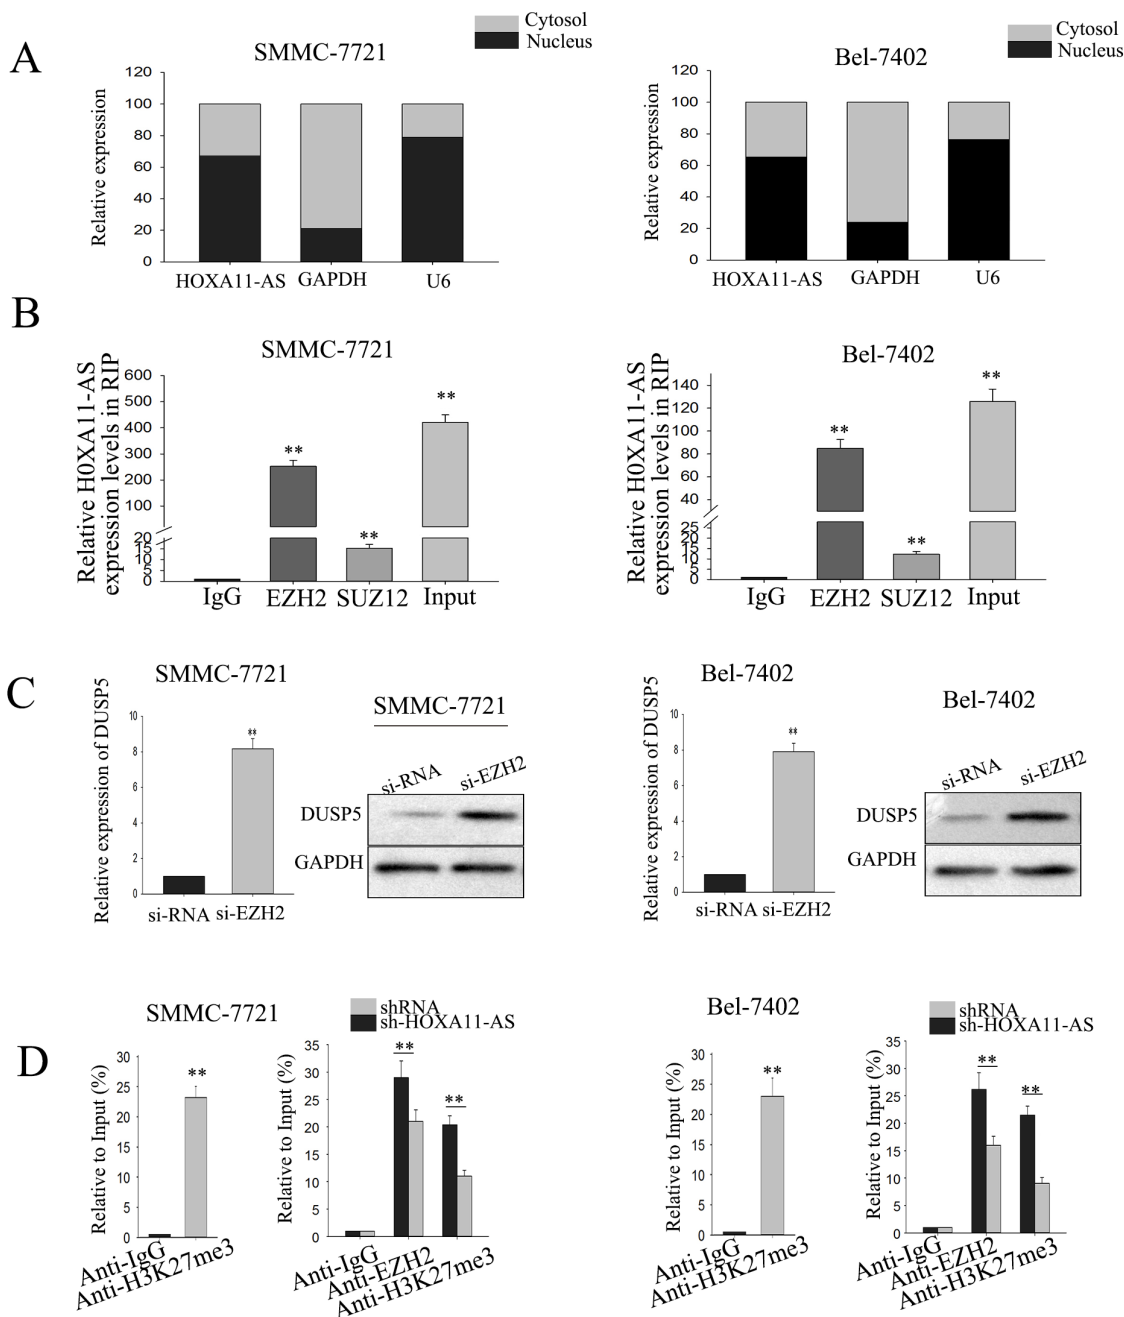 A
SMMC-7721
Cytosol
Nucleus
Relative expression
120
100
80
60
40
20
0
HOXA11-AS
GAPDH
U6
Bel-7402
Cytosol
Nucleus
Relative expression
120
100
80
60
40
20
0
HOXA11-AS
GAPDH
U6
B
SMMC-7721
Relative H0XA11-AS
expression levels in RIP
600
500
400
300
200
100
20
15
10
5
0
**
**
**
IgG
EZH2
SUZ12
Input
Bel-7402
Relative H0XA11-AS
expression levels in RIP
140
120
100
80
60
40
25
20
15
10
5
0
**
**
**
IgG
EZH2
SUZ12
Input
C
SMMC-7721
Relative expression of DUSP5
10
8
6
4
2
0
**
si-RNA
si-EZH2
SMMC-7721
si-RNA
si-EZH2
DUSP5
GAPDH
Bel-7402
Relative expression of DUSP5
10
8
6
4
2
0
**
si-RNA
si-EZH2
Bel-7402
si-RNA
si-EZH2
DUSP5
GAPDH
D
SMMC-7721
Relative to Input (%)
30
25
20
15
10
5
0
**
Anti-IgG
Anti-H3K27me3
shRNA
sh-HOXA11-AS
Relative to Input (%)
35
30
25
20
15
10
5
0
**
**
Anti-IgG
Anti-EZH2
Anti-H3K27me3
Bel-7402
Relative to Input (%)
30
25
20
15
10
5
0
**
Anti-IgG
Anti-H3K27me3
shRNA
sh-HOXA11-AS
Relative to Input (%)
35
30
25
20
15
10
5
0
**
**
Anti-IgG
Anti-EZH2
Anti-H3K27me3